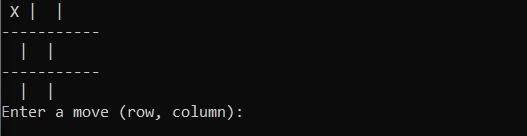 X |  |
-----------
  |  |
-----------
  |  |
Enter a move (row, column):